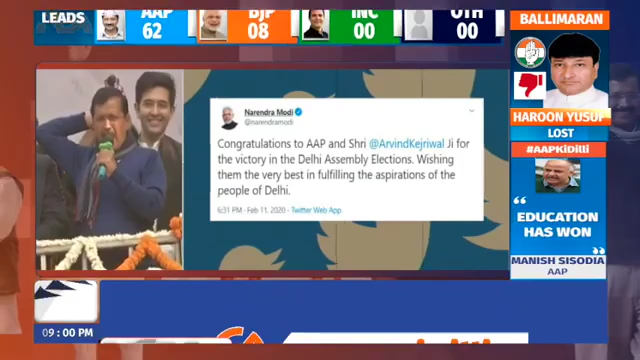 LEADS
AAP
62
BJP
08
INC
00
OTH
00
BALLIMARAN
HAROON YUSUF
LOST
#AAPKiDilli
"EDUCATION
HAS WON"
MANISH SISODIA
AAP
Narendra Modi
@narendramodi
Congratulations to AAP and Shri @ArvindKejriwal Ji for
the victory in the Delhi Assembly Elections. Wishing
them the very best in fulfilling the aspirations of the
people of Delhi.
6:31 PM · Feb 11, 2020 · Twitter Web App
09 : 00 PM